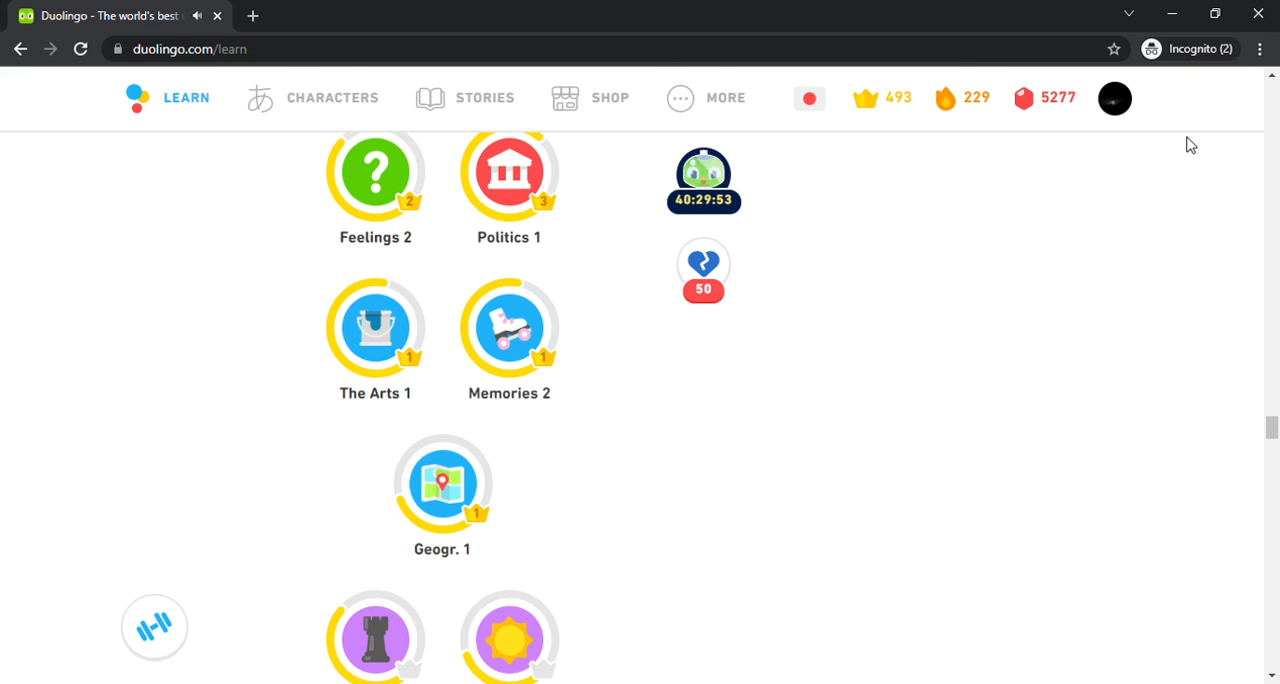 Duolingo - The world's best
duolingo.com/learn
Incognito (2)
LEARN
あ CHARACTERS
STORIES
SHOP
MORE
493
229
5277
?
2
3
40:29:53
Feelings 2
Politics 1
50
1
1
The Arts 1
Memories 2
1
Geogr. 1